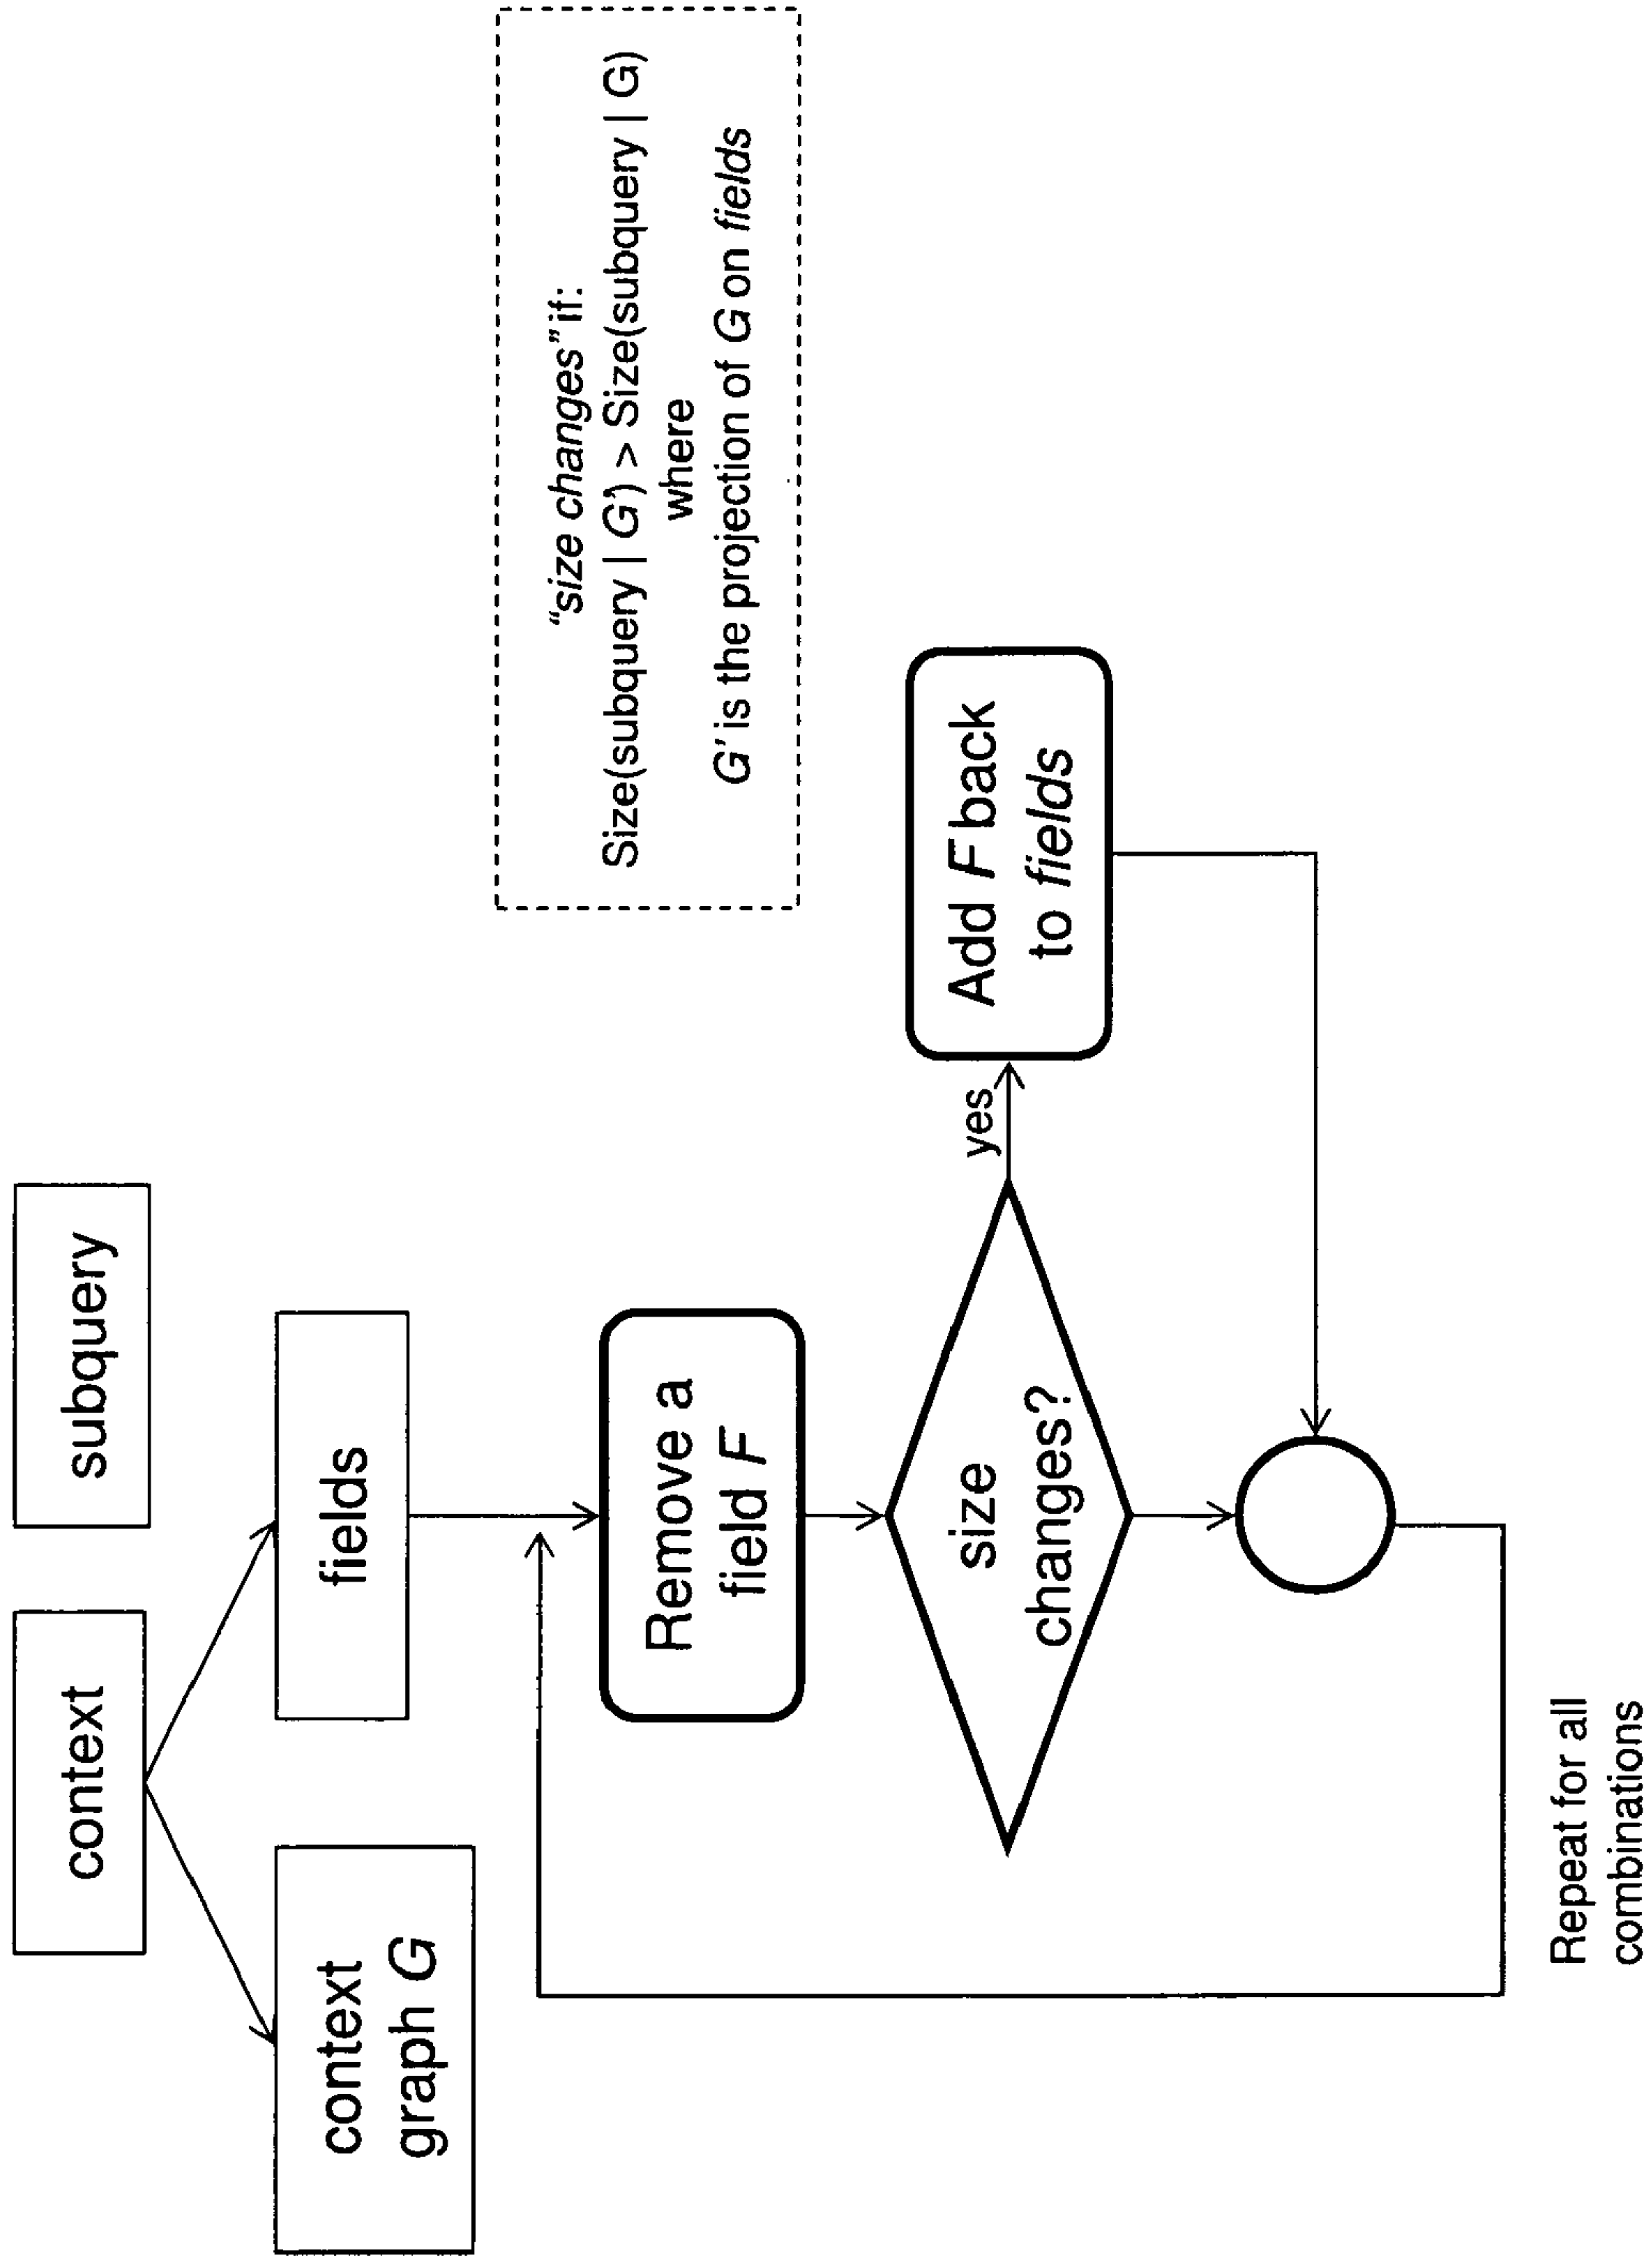 context
subquery
context
graph G
fields
Remove a
field F
size
changes?
yes
Add F back
to fields
Repeat for all
combinations
“size changes” if:
Size(subquery | G') > Size(subquery | G)
where
G' is the projection of G on fields